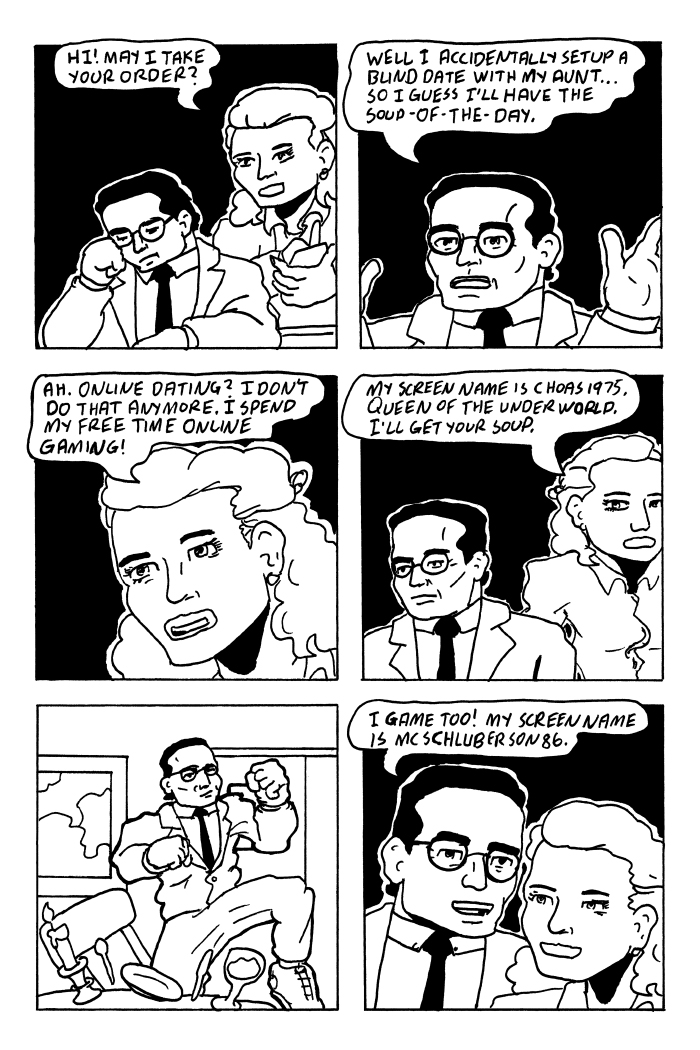 HI! MAY I TAKE
YOUR ORDER?
WELL I ACCIDENTALLY SETUP A
BLIND DATE WITH MY AUNT...
SO I GUESS I'LL HAVE THE
SOUP-OF-THE-DAY.
AH. ONLINE DATING? I DON'T
DO THAT ANYMORE. I SPEND
MY FREE TIME ONLINE
GAMING!
MY SCREEN NAME IS CHOAS1975,
QUEEN OF THE UNDERWORLD.
I'LL GET YOUR SOUP.
I GAME TOO! MY SCREEN NAME
IS MCSCHLUBERSON86.